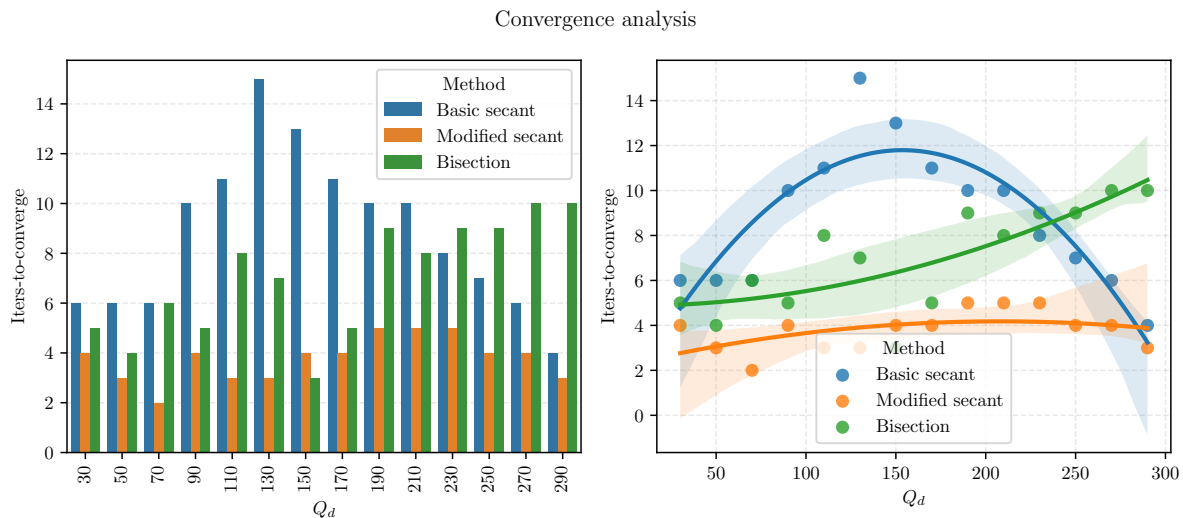 Convergence analysis
Iters-to-converge
14
12
10
8
6
4
2
0
30
50
70
90
110
130
150
170
190
210
230
250
270
290
Q_d
Method
Basic secant
Modified secant
Bisection
Iters-to-converge
14
12
10
8
6
4
2
0
50
100
150
200
250
300
Q_d
Method
Basic secant
Modified secant
Bisection